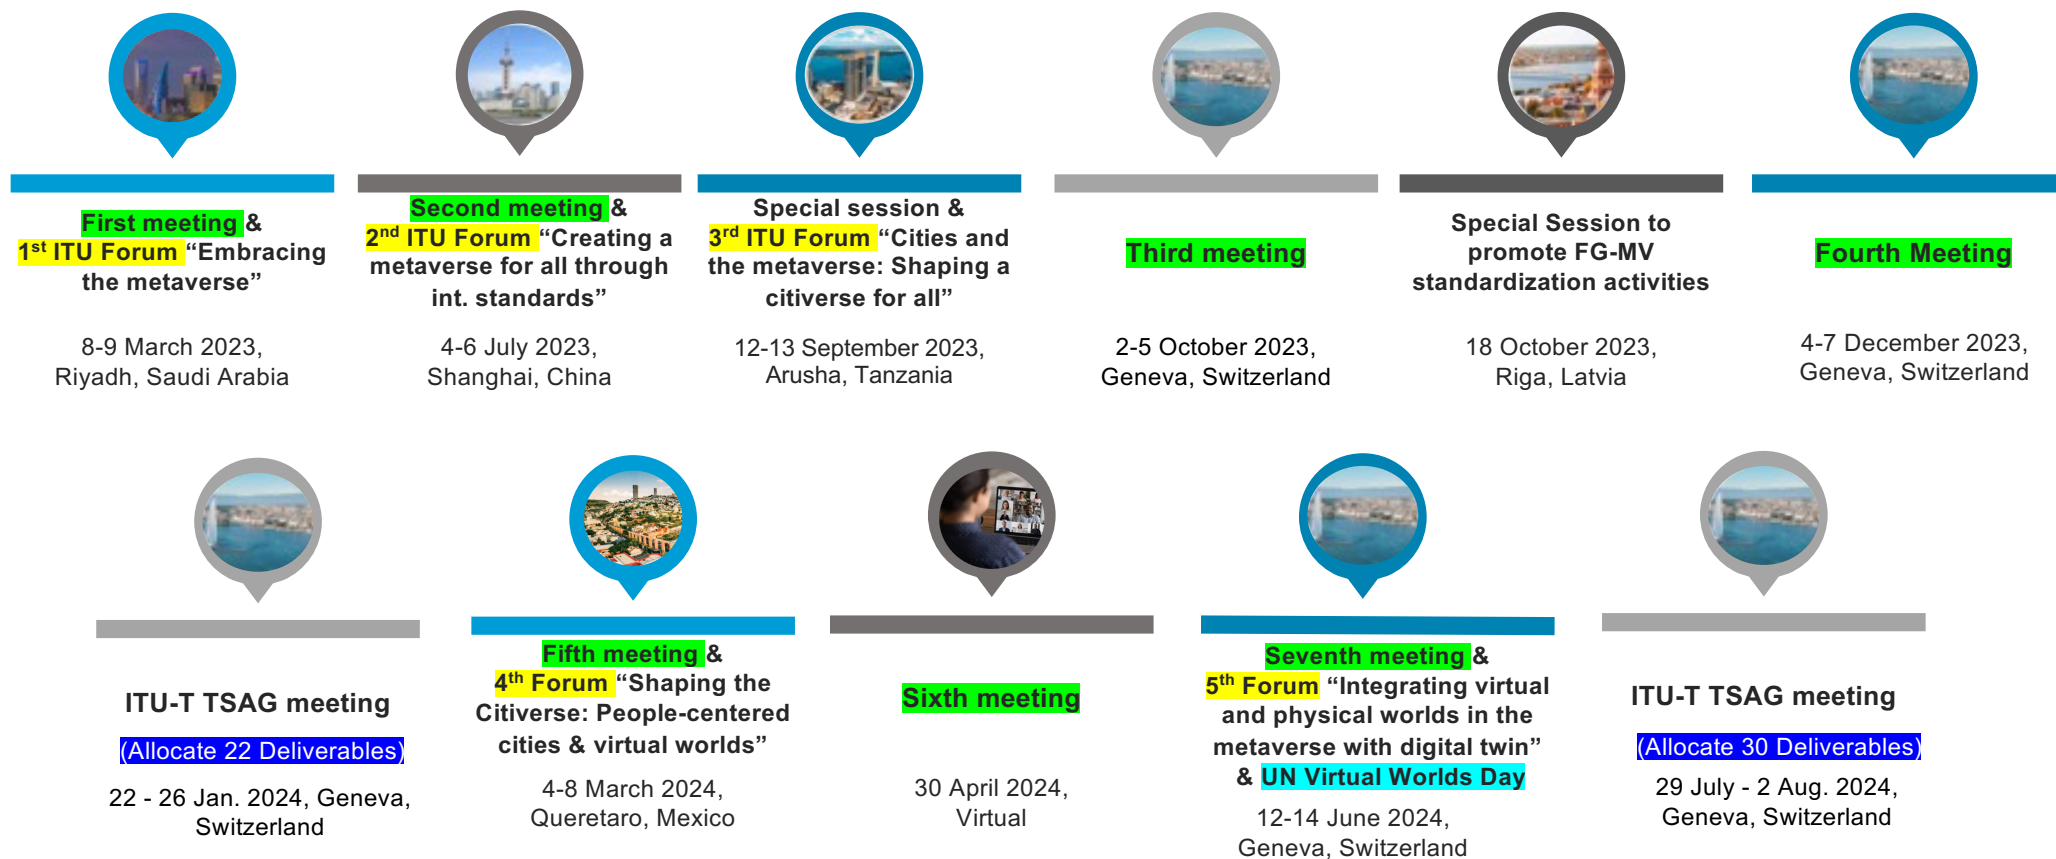 First meeting &
1st ITU Forum “Embracing
the metaverse”
8-9 March 2023,
Riyadh, Saudi Arabia
Second meeting &
2nd ITU Forum “Creating a
metaverse for all through
int. standards”
4-6 July 2023,
Shanghai, China
Special session &
3rd ITU Forum “Cities and
the metaverse: Shaping a
citiverse for all”
12-13 September 2023,
Arusha, Tanzania
Third meeting
2-5 October 2023,
Geneva, Switzerland
Special Session to
promote FG-MV
standardization activities
18 October 2023,
Riga, Latvia
Fourth Meeting
4-7 December 2023,
Geneva, Switzerland
ITU-T TSAG meeting
(Allocate 22 Deliverables)
22 - 26 Jan. 2024, Geneva,
Switzerland
Fifth meeting &
4th Forum “Shaping the
Citiverse: People-centered
cities & virtual worlds”
4-8 March 2024,
Queretaro, Mexico
Sixth meeting
30 April 2024,
Virtual
Seventh meeting &
5th Forum “Integrating virtual
and physical worlds in the
metaverse with digital twin”
& UN Virtual Worlds Day
12-14 June 2024,
Geneva, Switzerland
ITU-T TSAG meeting
(Allocate 30 Deliverables)
29 July - 2 Aug. 2024,
Geneva, Switzerland